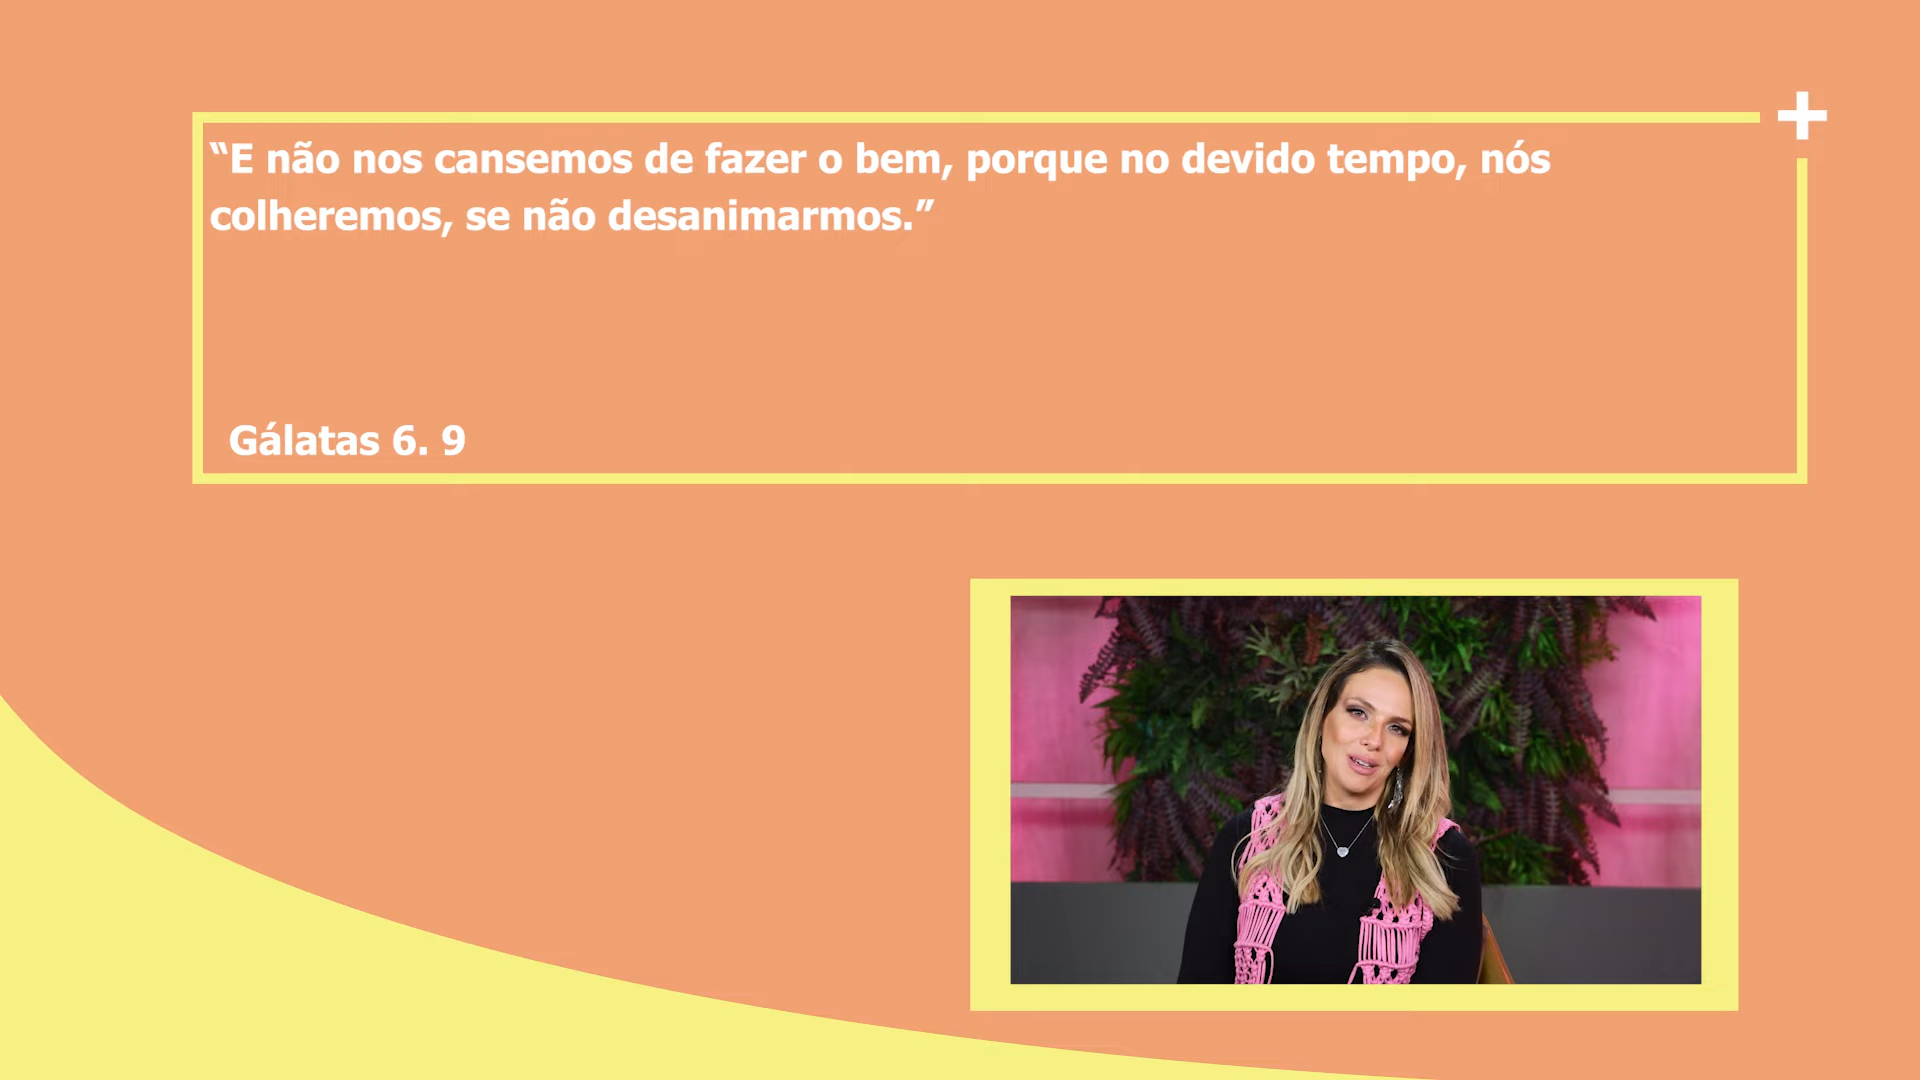 “E não nos cansemos de fazer o bem, porque no devido tempo, nós
colheremos, se não desanimarmos.”
Gálatas 6. 9